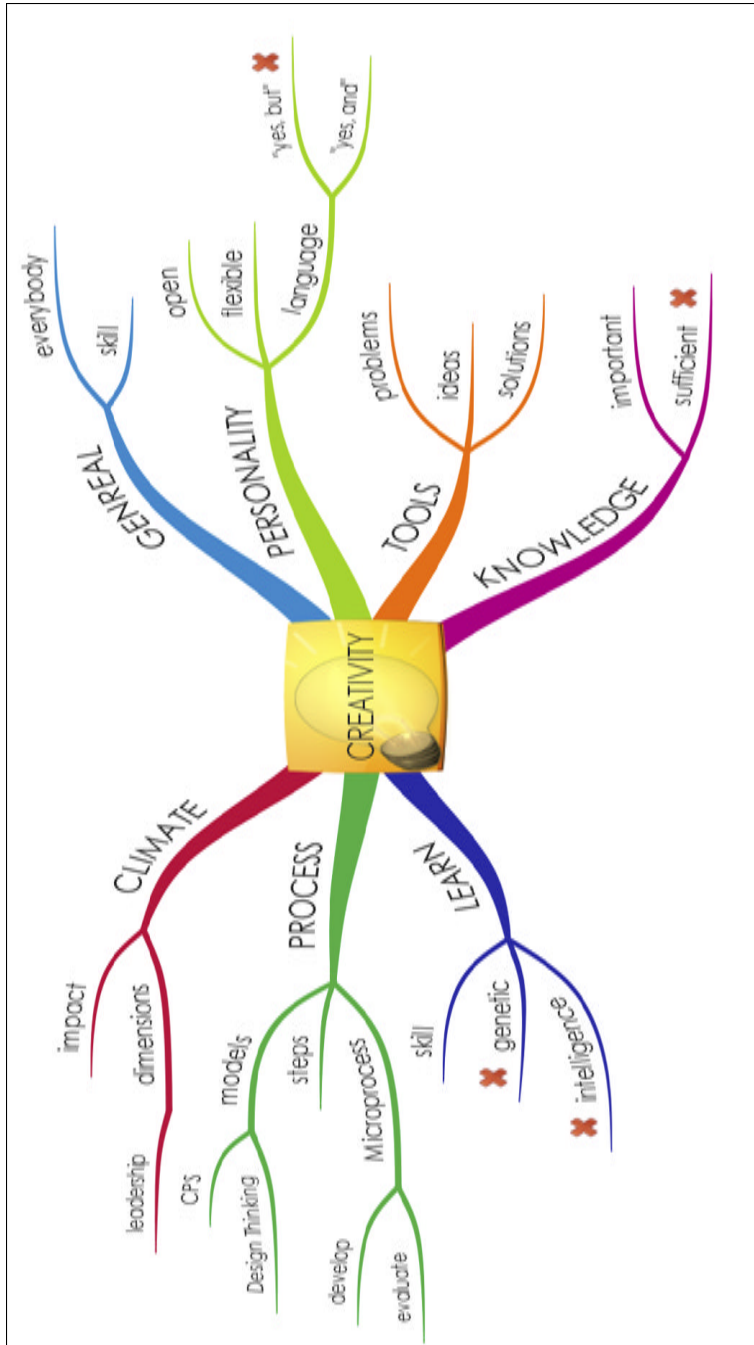 CREATIVITY
GENREAL
everybody
skill
PERSONALITY
open
flexible
language
"yes, but"
"yes, and"
TOOLS
problems
ideas
solutions
KNOWLEDGE
important
sufficient
CLIMATE
impact
dimensions
leadership
PROCESS
models
CPS
Design Thinking
steps
Microprocess
develop
evaluate
LEARN
skill
genetic
intelligence